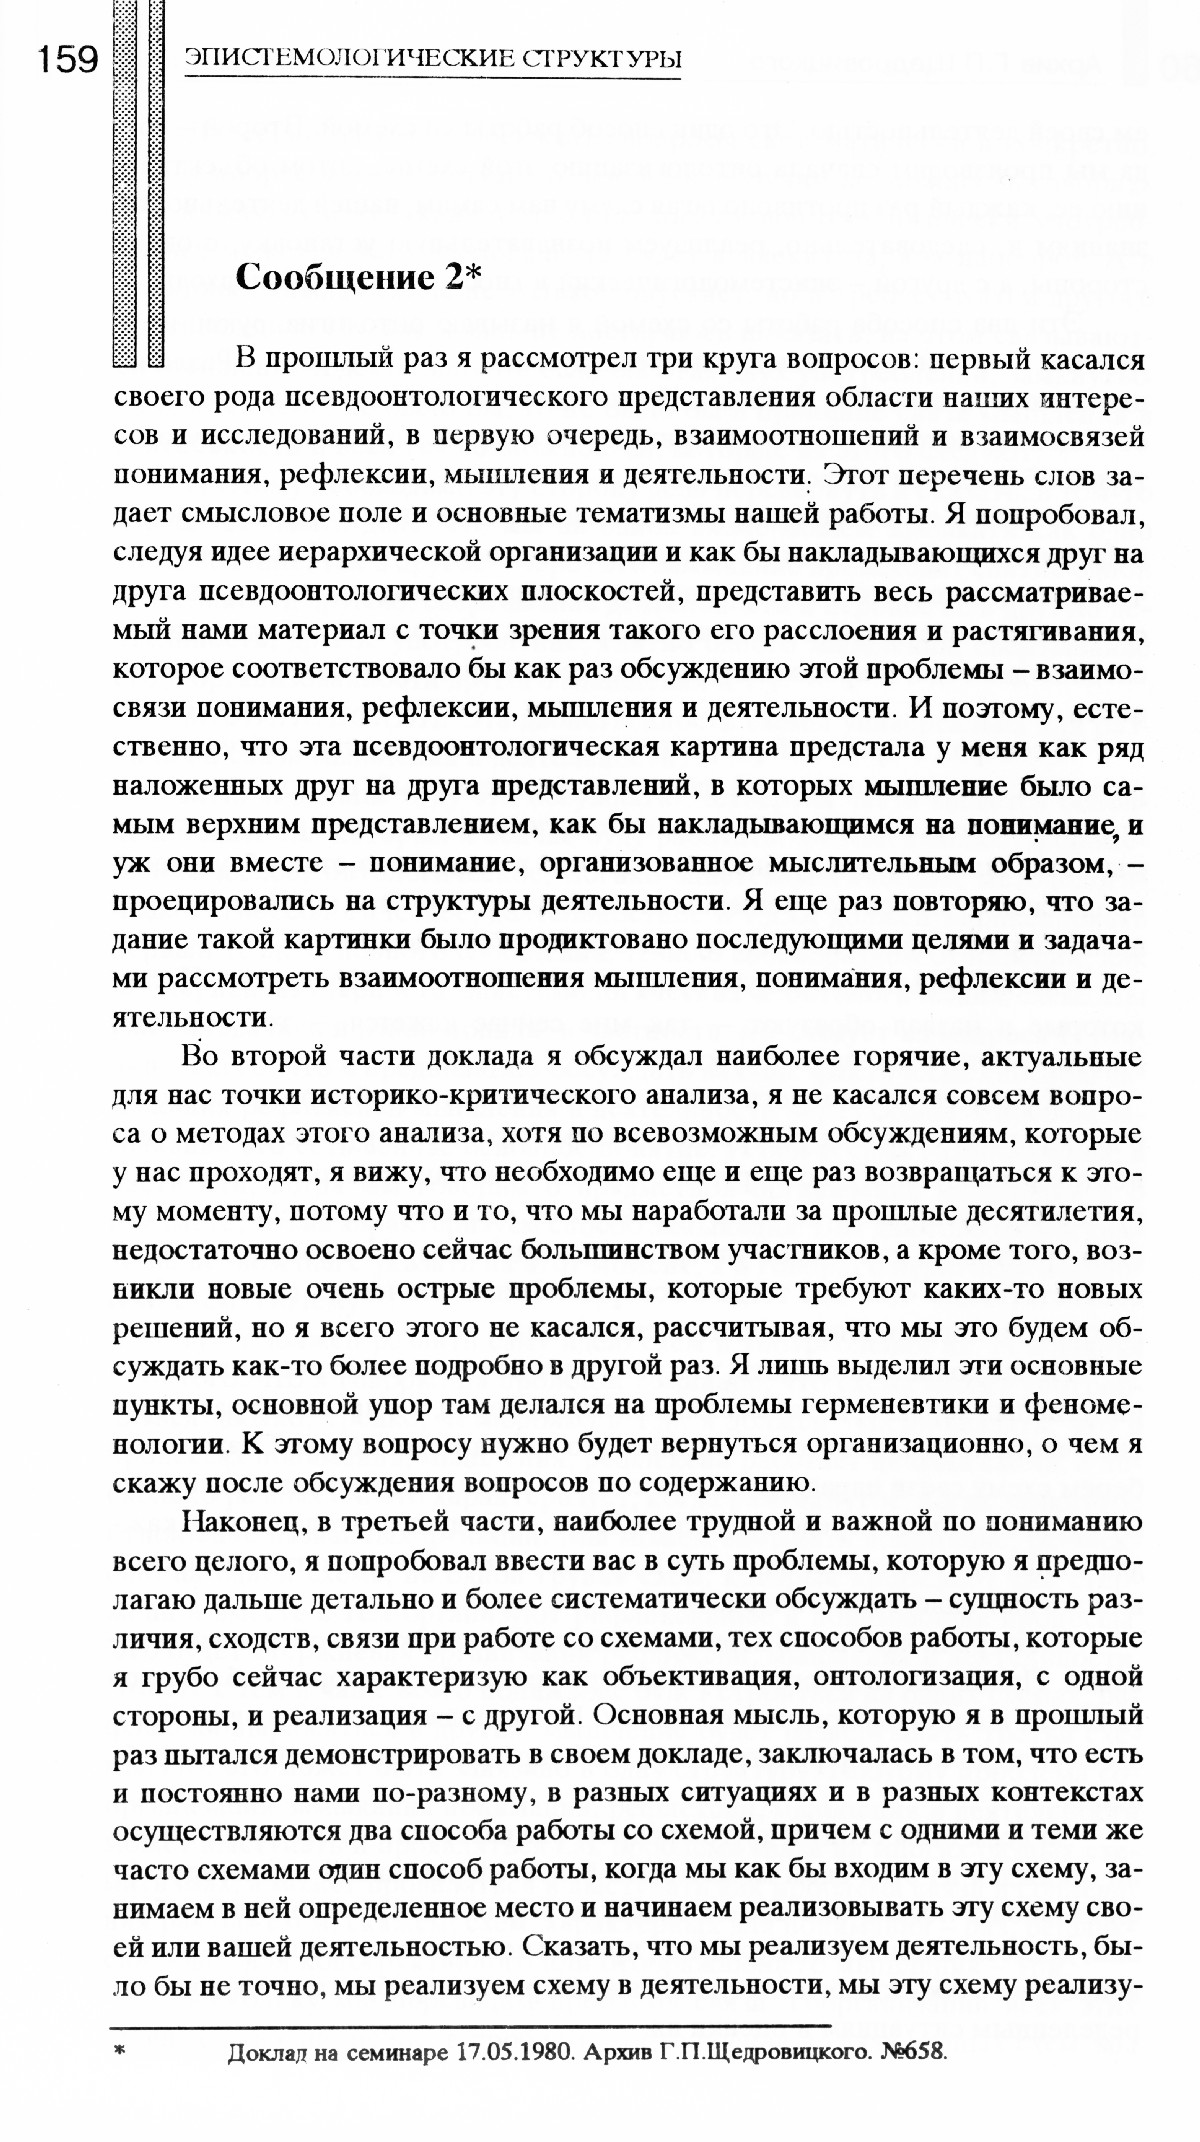 159
ЭПИСТЕМОЛОГИЧЕСКИЕ СТРУКТУРЫ
Сообщение 2*
В прошлый раз я рассмотрел три круга вопросов: первый касался
своего рода псевдоонтологического представления области наших интере-
сов и исследований, в первую очередь, взаимоотношений и взаимосвязей
понимания, рефлексии, мышления и деятельности. Этот перечень слов за-
дает смысловое поле и основные тематизмы нашей работы. Я попробовал,
следуя идее иерархической организации и как бы накладывающихся друг на
друга псевдоонтологических плоскостей, представить весь рассматривае-
мый нами материал с точки зрения такого его расслоения и растягивания,
которое соответствовало бы как раз обсуждению этой проблемы – взаимо-
связи понимания, рефлексии, мышления и деятельности. И поэтому, есте-
ственно, что эта псевдоонтологическая картина предстала у меня как ряд
наложенных друг на друга представлений, в которых мышление было са-
мым верхним представлением, как бы накладывающимся на понимание, и
уж они вместе – понимание, организованное мыслительным образом, –
проецировались на структуры деятельности. Я еще раз повторяю, что за-
дание такой картинки было продиктовано последующими целями и задача-
ми рассмотреть взаимоотношения мышления, понимания, рефлексии и де-
ятельности.
Во второй части доклада я обсуждал наиболее горячие, актуальные
для нас точки историко-критического анализа, я не касался совсем вопро-
са о методах этого анализа, хотя по всевозможным обсуждениям, которые
у нас проходят, я вижу, что необходимо еще и еще раз возвращаться к это-
му моменту, потому что и то, что мы наработали за прошлые десятилетия,
недостаточно освоено сейчас большинством участников, а кроме того, воз-
никли новые очень острые проблемы, которые требуют каких-то новых
решений, но я всего этого не касался, рассчитывая, что мы это будем об-
суждать как-то более подробно в другой раз. Я лишь выделил эти основные
пункты, основной упор там делался на проблемы герменевтики и феноме-
нологии. К этому вопросу нужно будет вернуться организационно, о чем я
скажу после обсуждения вопросов по содержанию.
Наконец, в третьей части, наиболее трудной и важной по пониманию
всего целого, я попробовал ввести вас в суть проблемы, которую я предпо-
лагаю дальше детально и более систематически обсуждать – сущность раз-
личия, сходств, связи при работе со схемами, тех способов работы, которые
я грубо сейчас характеризую как объективация, онтологизация, с одной
стороны, и реализация – с другой. Основная мысль, которую я в прошлый
раз пытался демонстрировать в своем докладе, заключалась в том, что есть
и постоянно нами по-разному, в разных ситуациях и в разных контекстах
осуществляются два способа работы со схемой, причем с одними и теми же
часто схемами один способ работы, когда мы как бы входим в эту схему, за-
нимаем в ней определенное место и начинаем реализовывать эту схему сво-
ей или вашей деятельностью. Сказать, что мы реализуем деятельность, бы-
ло бы не точно, мы реализуем схему в деятельности, мы эту схему реализу-
* Доклад на семинаре 17.05.1980. Архив Г.П.Щедровицкого. №658.